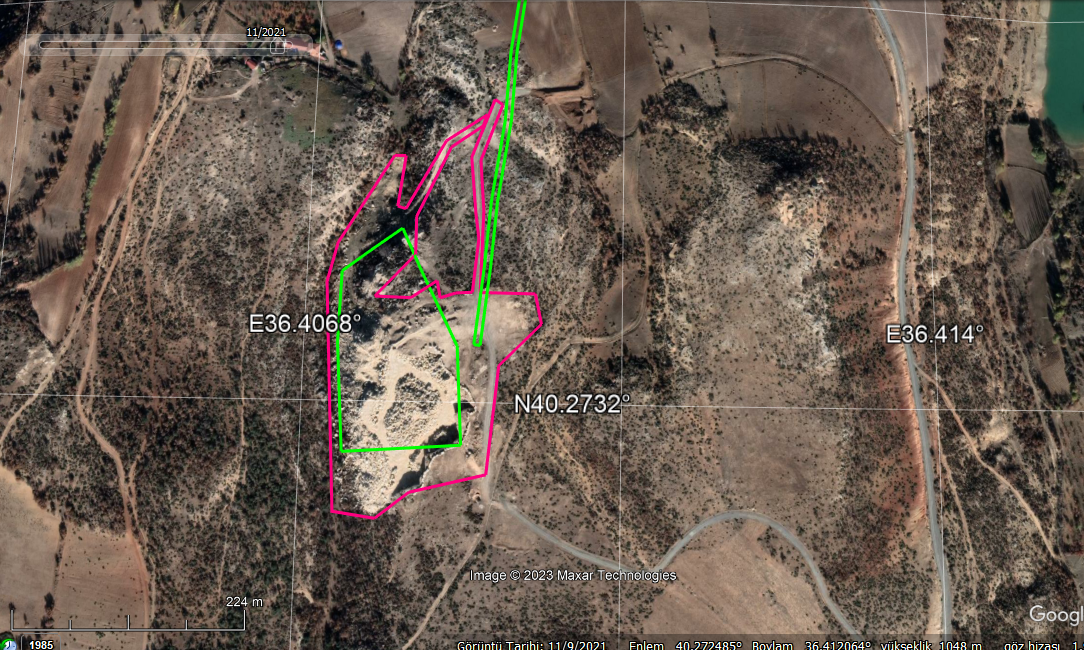 11/2021
E36.4068°
E36.414°
N40.2732°
Image © 2023 Maxar Technologies
224 m
Googl
1985
Görüntü Tarihi: 11/9/2021 Enlem 40.272485° Boylam 36.412064° yükseklik 1048 m göz hizası 1.